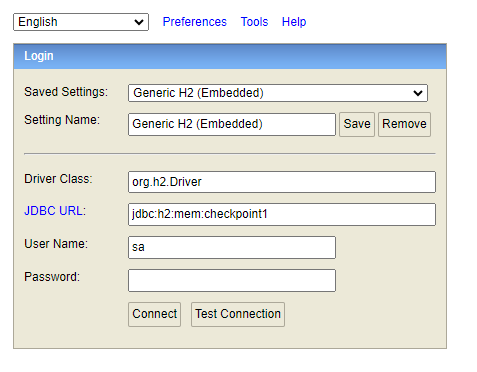 English Preferences Tools Help
Login
Saved Settings: Generic H2 (Embedded)
Setting Name: Generic H2 (Embedded) Save Remove
Driver Class: org.h2.Driver
JDBC URL: jdbc:h2:mem:checkpoint1
User Name: sa
Password:
Connect Test Connection